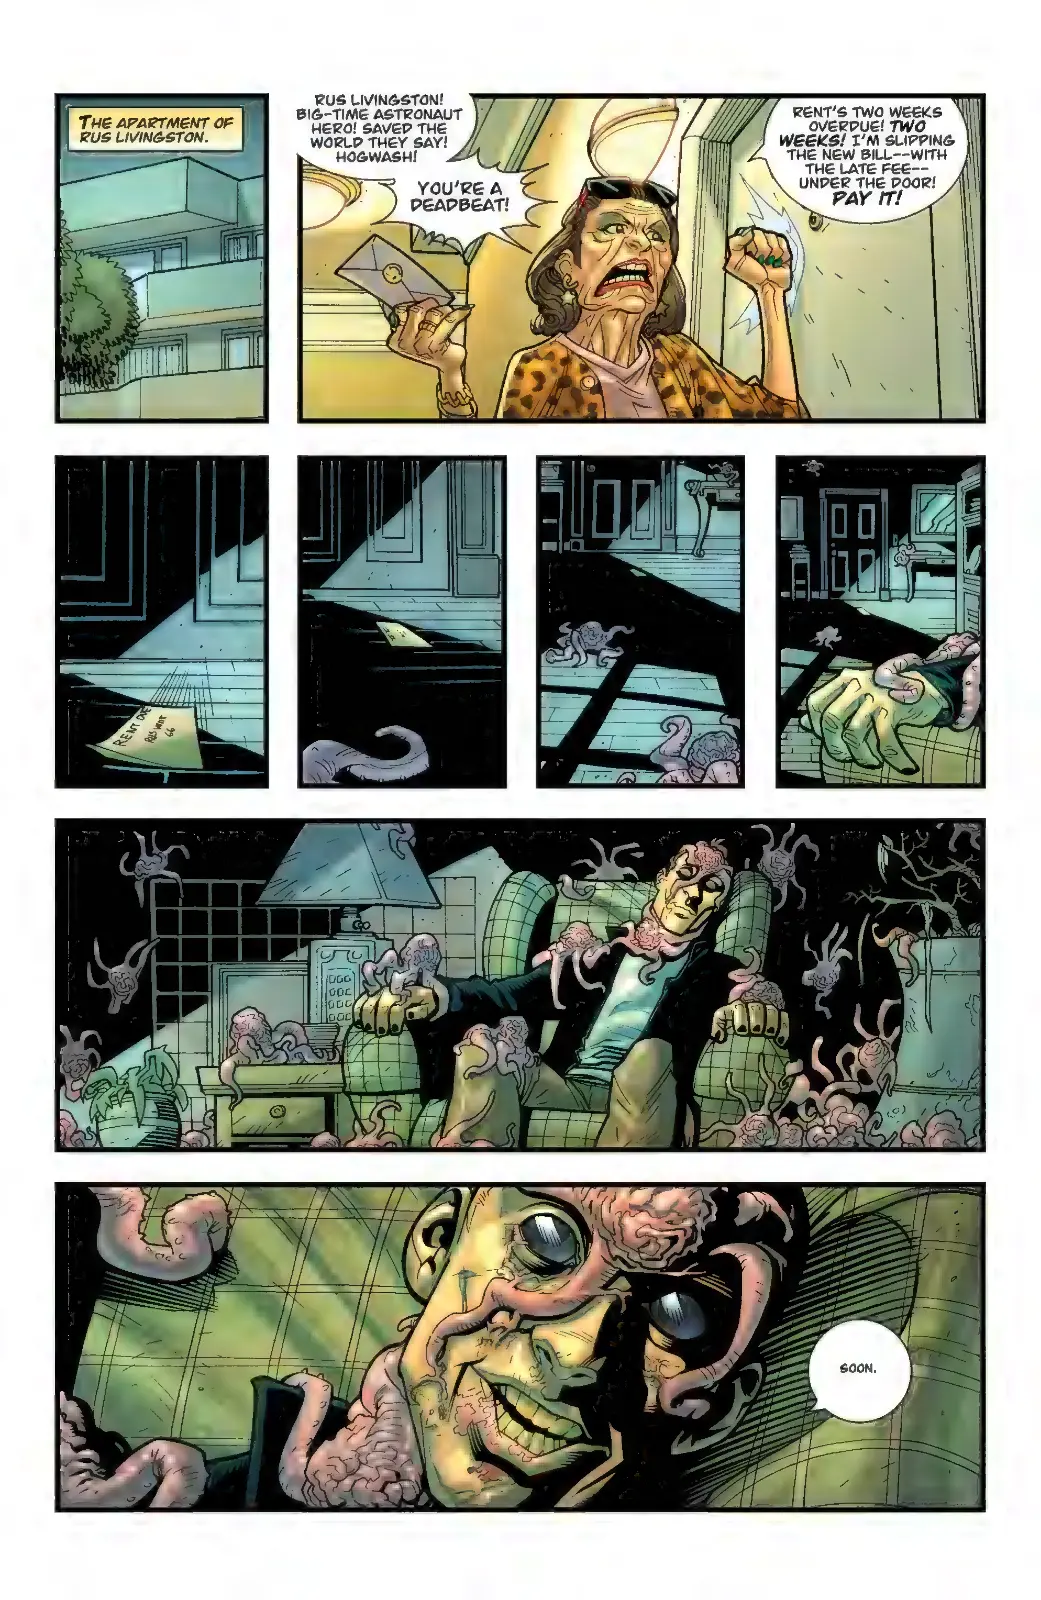 THE APARTMENT OF
RUS LIVINGSTON.
RUS LIVINGSTON!
BIG-TIME ASTRONAUT
HERO! SAVED THE
WORLD THEY SAY!
HOGWASH!
YOU'RE A
DEADBEAT!
RENT'S TWO WEEKS
OVERDUE! TWO
WEEKS! I'M SLIPPING
THE NEW BILL--WITH
THE LATE FEE--
UNDER THE DOOR!
PAY IT!
RENT DUE
SOON.